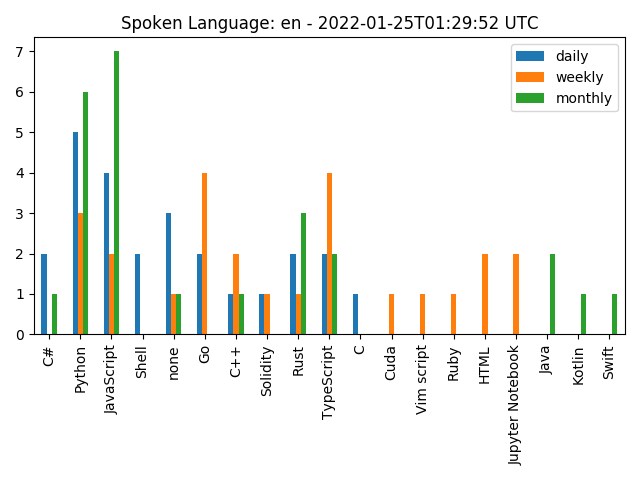 Spoken Language: en - 2022-01-25T01:29:52 UTC
daily
weekly
monthly
7
6
5
4
3
2
1
0
C#
Python
JavaScript
Shell
none
Go
C++
Solidity
Rust
TypeScript
C
Cuda
Vim script
Ruby
HTML
Jupyter Notebook
Java
Kotlin
Swift